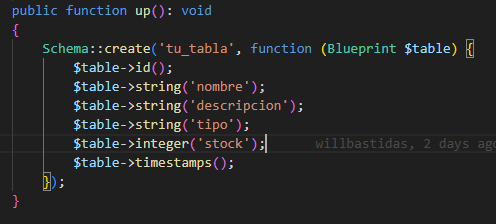 public function up(): void
{
    Schema::create('tu_tabla', function (Blueprint $table) {
        $table->id();
        $table->string('nombre');
        $table->string('descripcion');
        $table->string('tipo');
        $table->integer('stock');    willbastidas, 2 days ago
        $table->timestamps();
    });
}